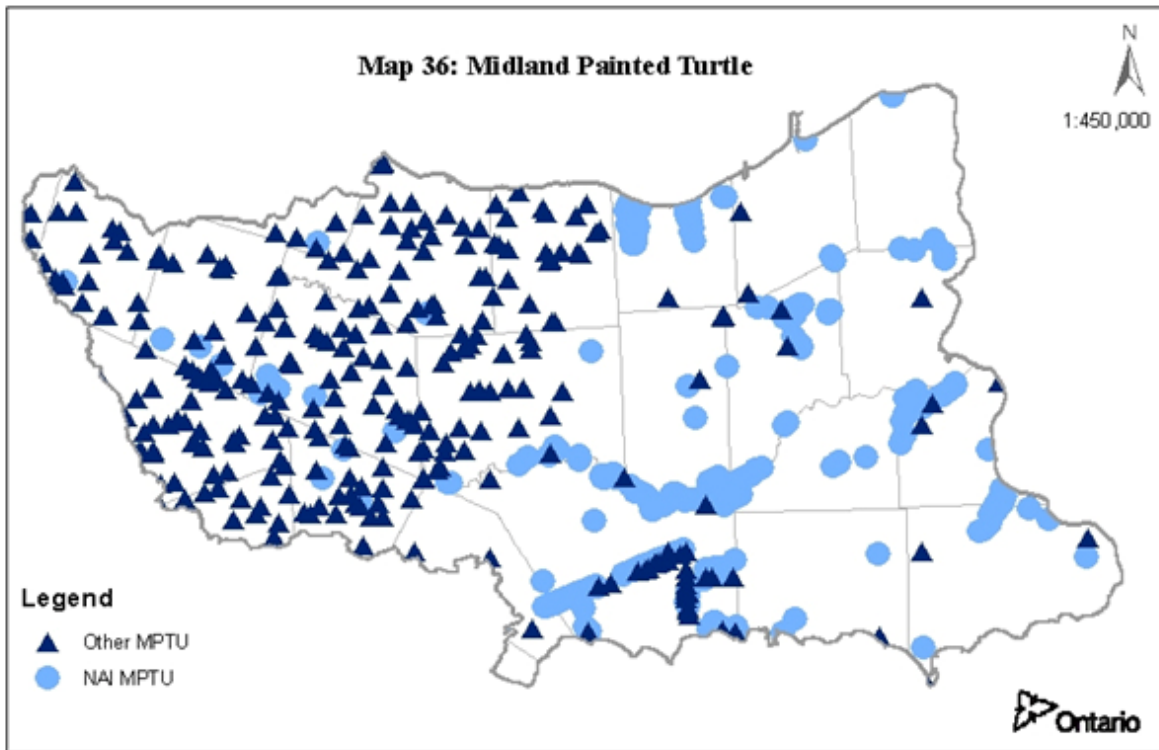 Map 36: Midland Painted Turtle
N
1:450,000
Legend
Other MPTU
NAI MPTU
Ontario